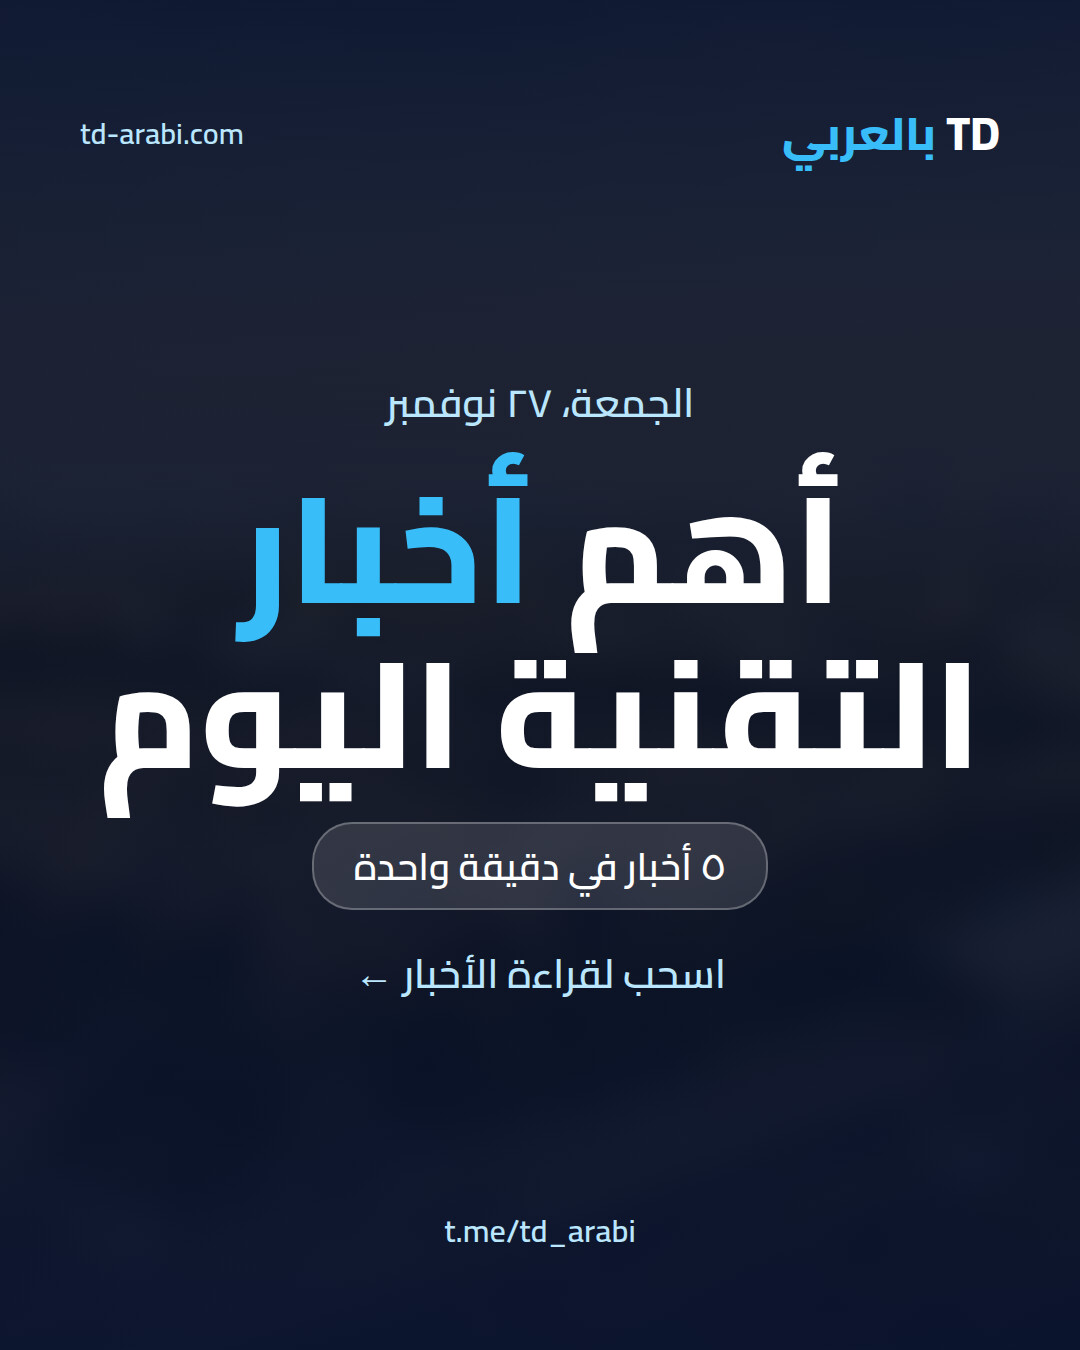 TD بالعربي
td-arabi.com
الجمعة، ٢٧ نوفمبر
أهم أخبار
التقنية اليوم
٥ أخبار في دقيقة واحدة
اسحب لقراءة الأخبار ←
t.me/td_arabi